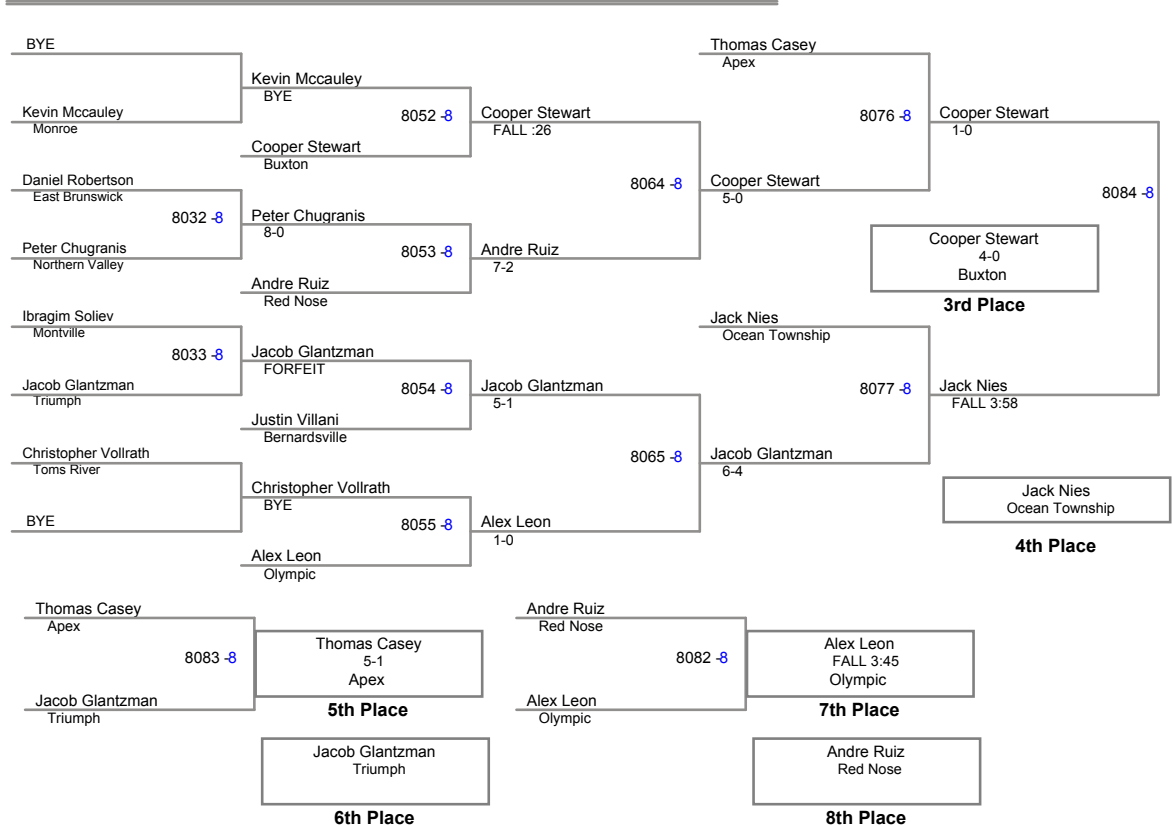 BYE
Thomas Casey
Apex
Kevin Mccauley
BYE
Kevin Mccauley
Monroe
8052 -8
Cooper Stewart
FALL :26
8076 -8
Cooper Stewart
1-0
Cooper Stewart
Buxton
Daniel Robertson
East Brunswick
8064 -8
Cooper Stewart
5-0
8084 -8
8032 -8
Peter Chugranis
8-0
Peter Chugranis
Northern Valley
8053 -8
Andre Ruiz
7-2
Cooper Stewart
4-0
Buxton
3rd Place
Andre Ruiz
Red Nose
Ibragim Soliev
Montville
Jack Nies
Ocean Township
8033 -8
Jacob Glantzman
FORFEIT
Jacob Glantzman
Triumph
8054 -8
Jacob Glantzman
5-1
8077 -8
Jack Nies
FALL 3:58
Justin Villani
Bernardsville
Christopher Vollrath
Toms River
8065 -8
Jacob Glantzman
6-4
Christopher Vollrath
BYE
Jack Nies
Ocean Township
4th Place
BYE
8055 -8
Alex Leon
1-0
Alex Leon
Olympic
Thomas Casey
Apex
8083 -8
Thomas Casey
5-1
Apex
5th Place
Jacob Glantzman
Triumph
Jacob Glantzman
Triumph
6th Place
Andre Ruiz
Red Nose
8082 -8
Alex Leon
FALL 3:45
Olympic
7th Place
Alex Leon
Olympic
Andre Ruiz
Red Nose
8th Place